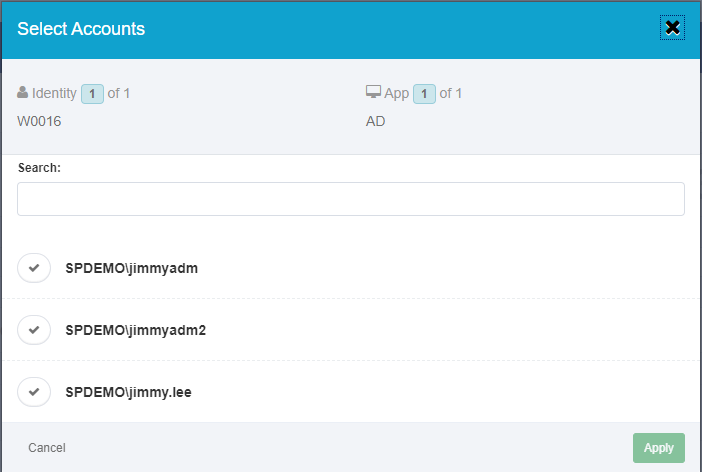 Select Accounts
Identity 1 of 1
App 1 of 1
W0016
AD
Search:
SPDEMO\jimmyadm
SPDEMO\jimmyadm2
SPDEMO\jimmy.lee
Cancel
Apply